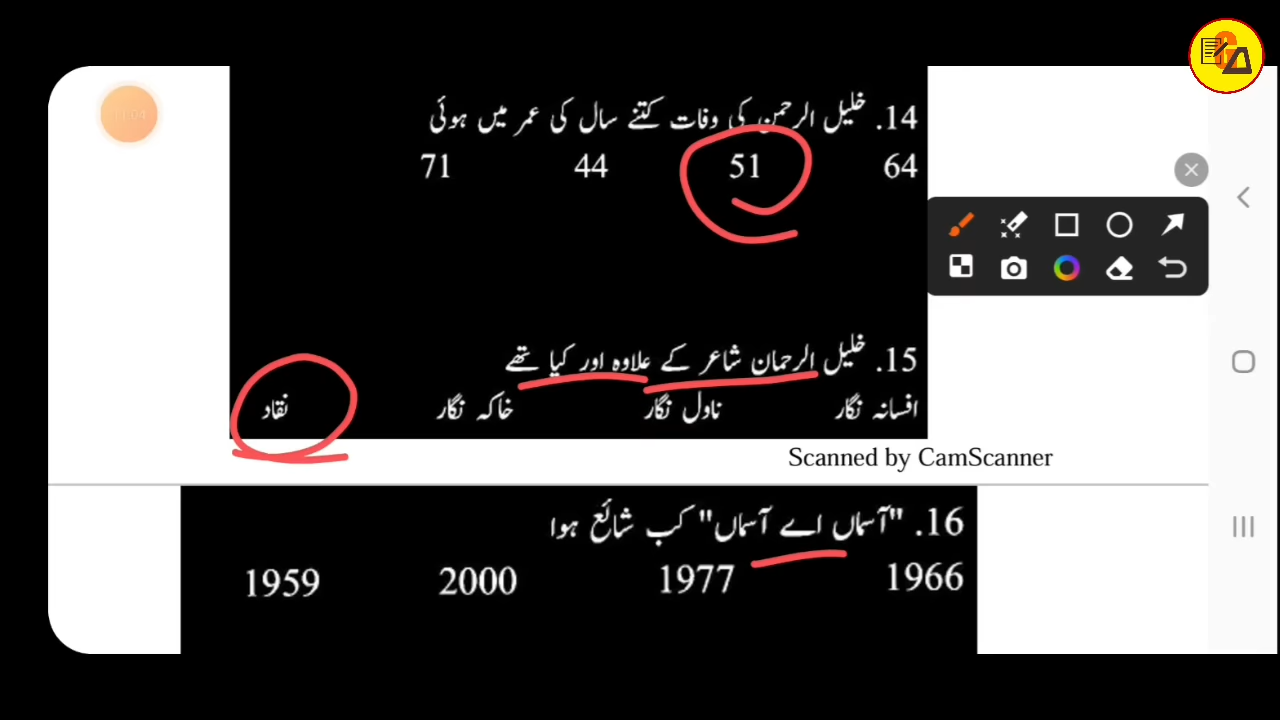 14. خلیل الرحمن کی وفات کتنے سال کی عمر میں ہوئی
64 51 44 71
15. خلیل الرحمان شاعر کے علاوہ اور کیا تھے
افسانہ نگار ناول نگار خاکہ نگار نقاد
Scanned by CamScanner
16. "آسماں اے آسماں" کب شائع ہوا
1966 1977 2000 1959